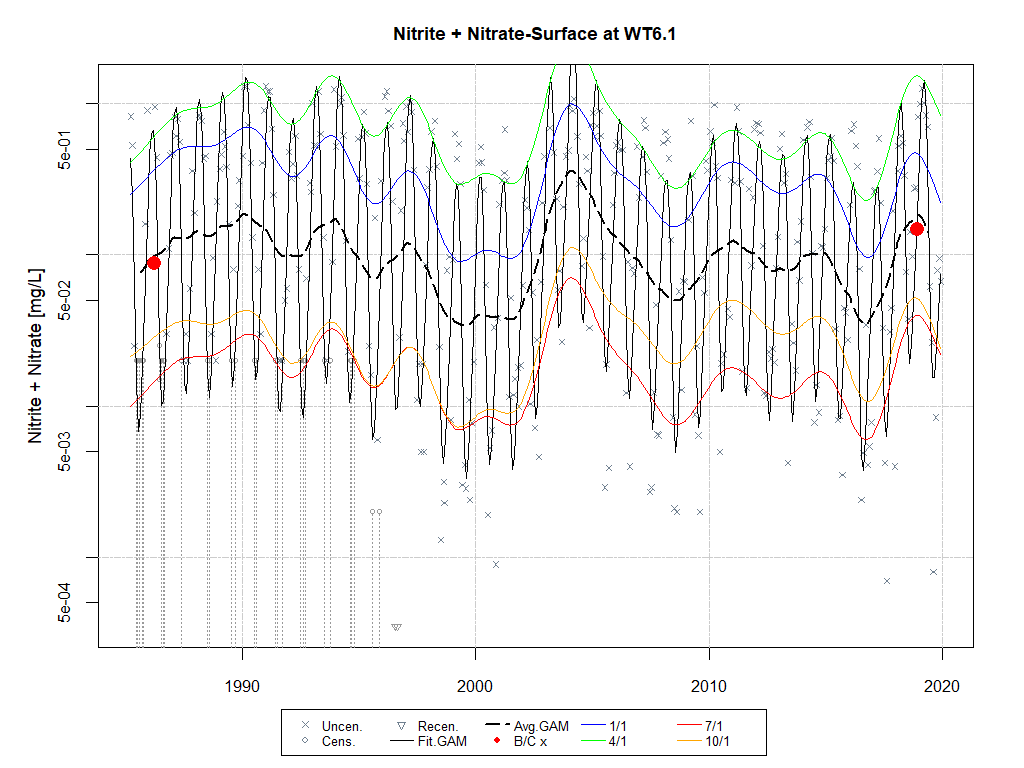 Nitrite + Nitrate-Surface at WT6.1
Nitrite + Nitrate [mg/L]
5e-01
5e-02
5e-03
5e-04
1990 2000 2010 2020
Uncen. Recen. Avg.GAM 1/1 7/1
Cens. Fit.GAM B/C x 4/1 10/1